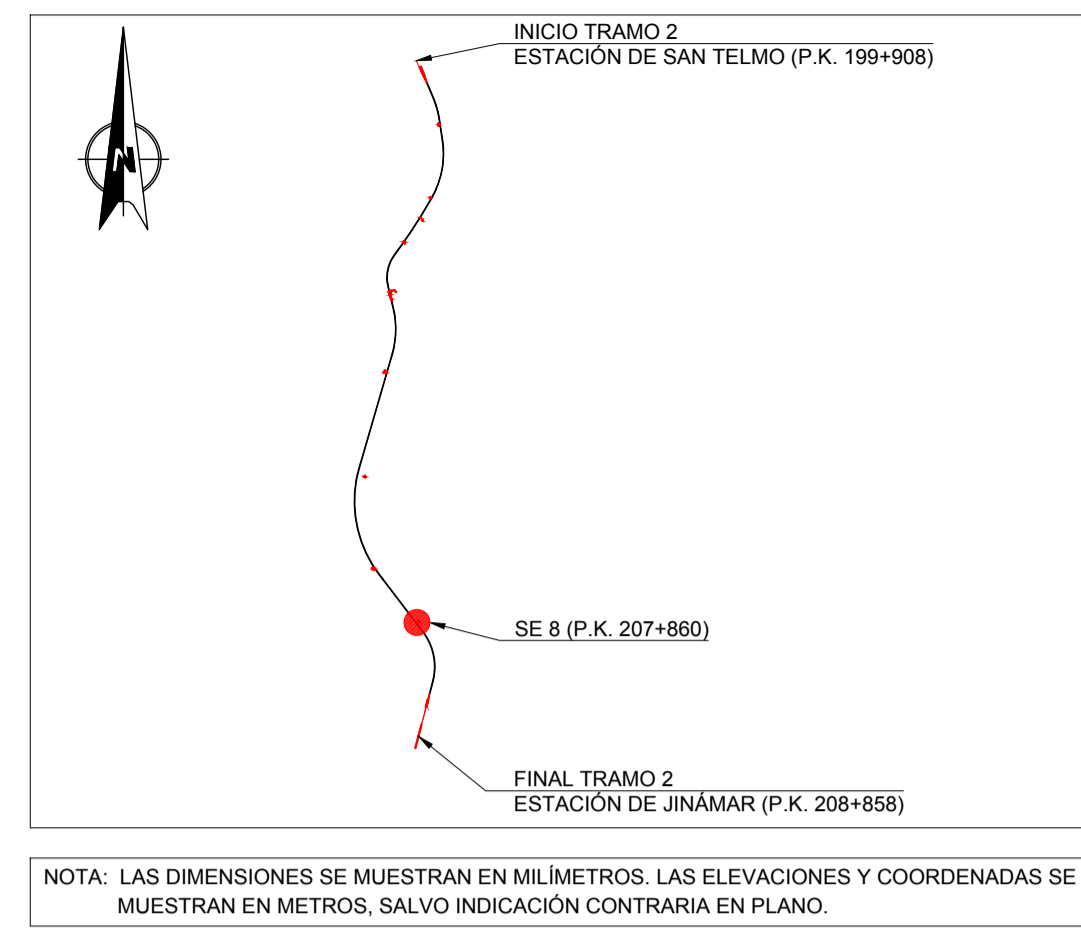 INICIO TRAMO 2
ESTACIÓN DE SAN TELMO (P.K. 199+908)
N
SE 8 (P.K. 207+860)
FINAL TRAMO 2
ESTACIÓN DE JINÁMAR (P.K. 208+858)
NOTA: LAS DIMENSIONES SE MUESTRAN EN MILÍMETROS. LAS ELEVACIONES Y COORDENADAS SE
MUESTRAN EN METROS, SALVO INDICACIÓN CONTRARIA EN PLANO.